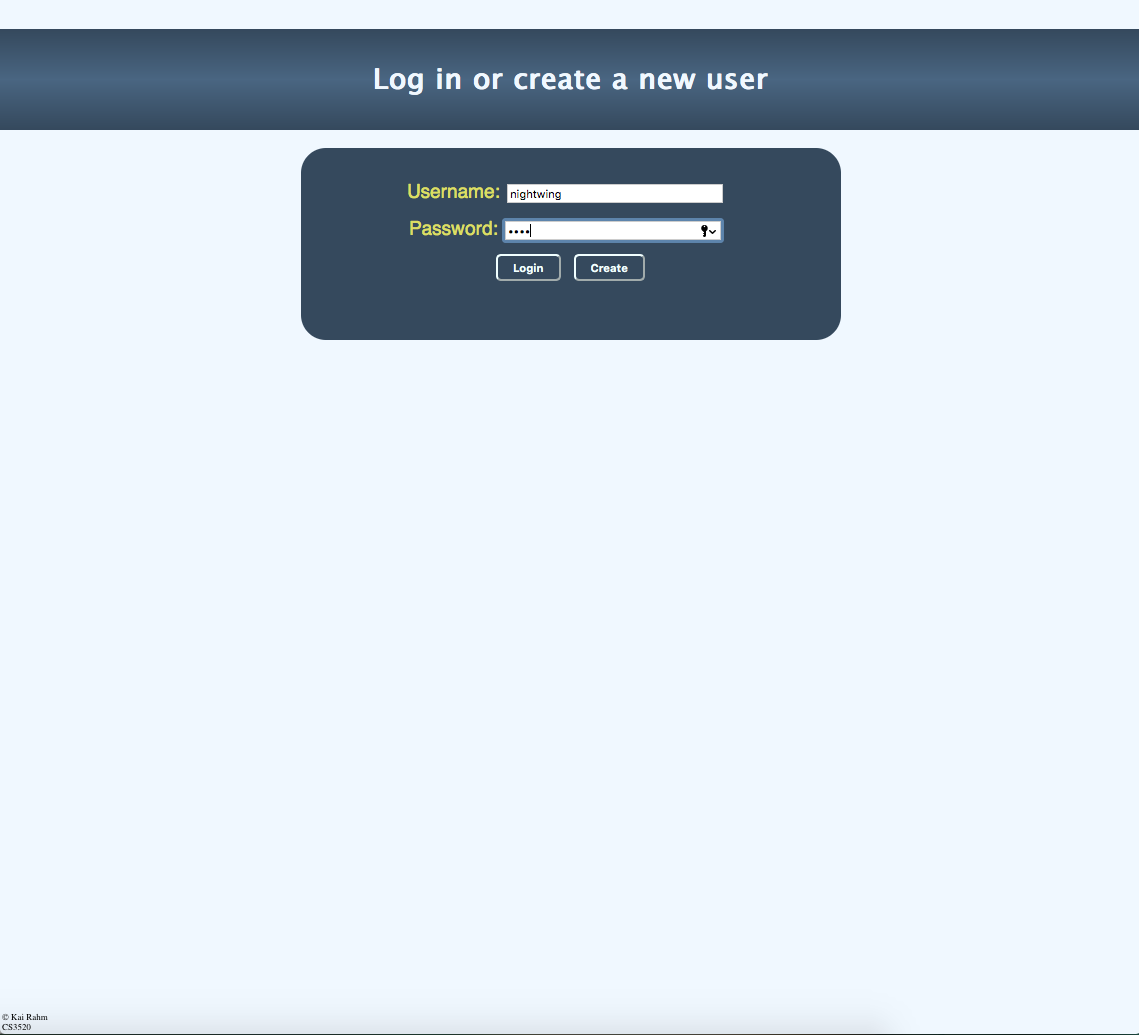 Log in or create a new user
Username: nightwing
Password: ••••
Login Create
© Kai Rahm
CS3520